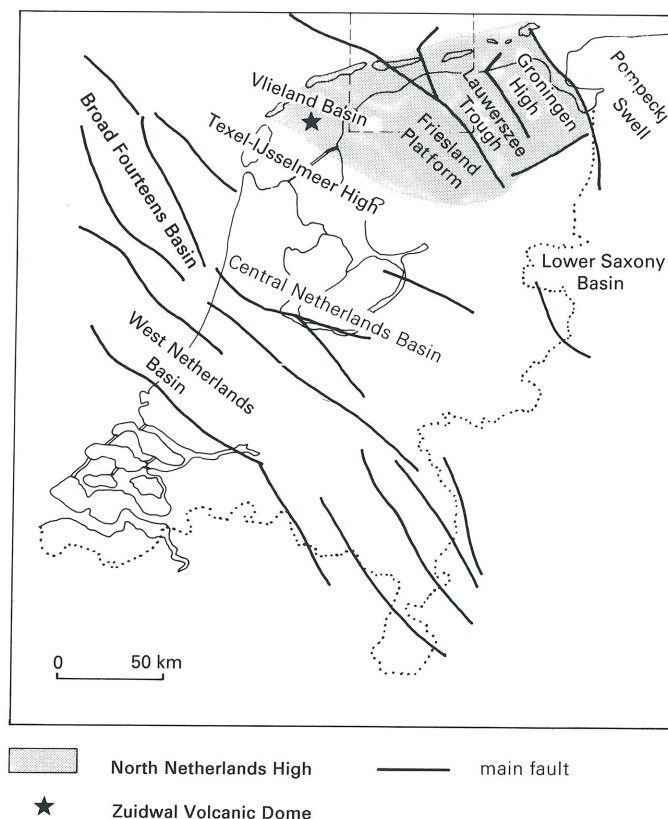 Pompeckj
Swell
Groningen
High
Lauwerszee
Trough
Friesland
Platform
Vlieland Basin
Texel-IJsselmeer High
Broad Fourteens Basin
Central Netherlands Basin
Lower Saxony
Basin
West Netherlands
Basin
0 50 km
North Netherlands High
main fault
Zuidwal Volcanic Dome